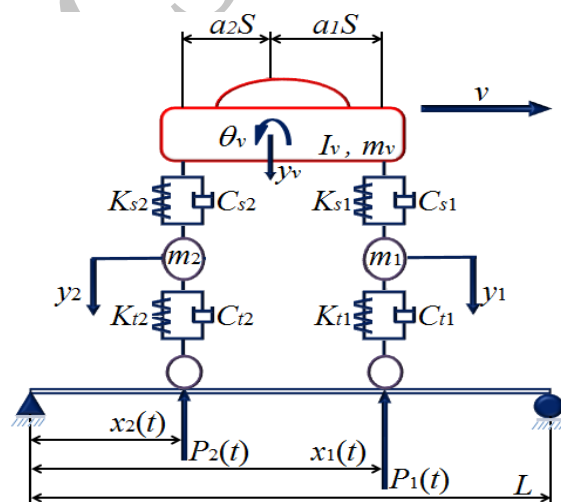 a2S a1S
v
θv Iv , mv
yv
Ks2 Cs2 Ks1 Cs1
m2 m1
y2 y1
Kt2 Ct2 Kt1 Ct1
x2(t)
P2(t) x1(t)
P1(t)
L